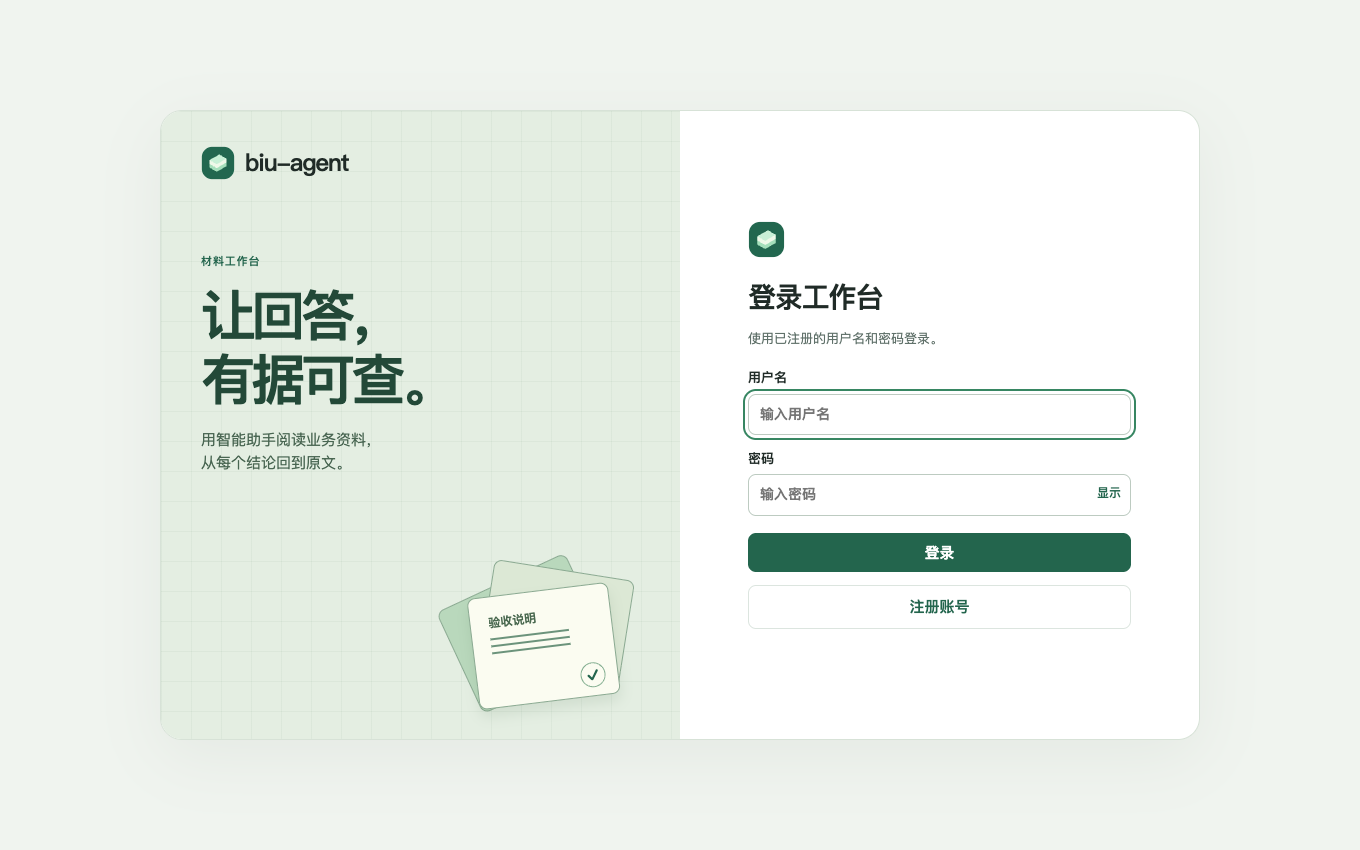 biu–agent
材料工作台
让回答，
有据可查。
用智能助手阅读业务资料，
从每个结论回到原文。
验收说明
登录工作台
使用已注册的用户名和密码登录。
用户名
输入用户名
密码
输入密码
显示
登录
注册账号